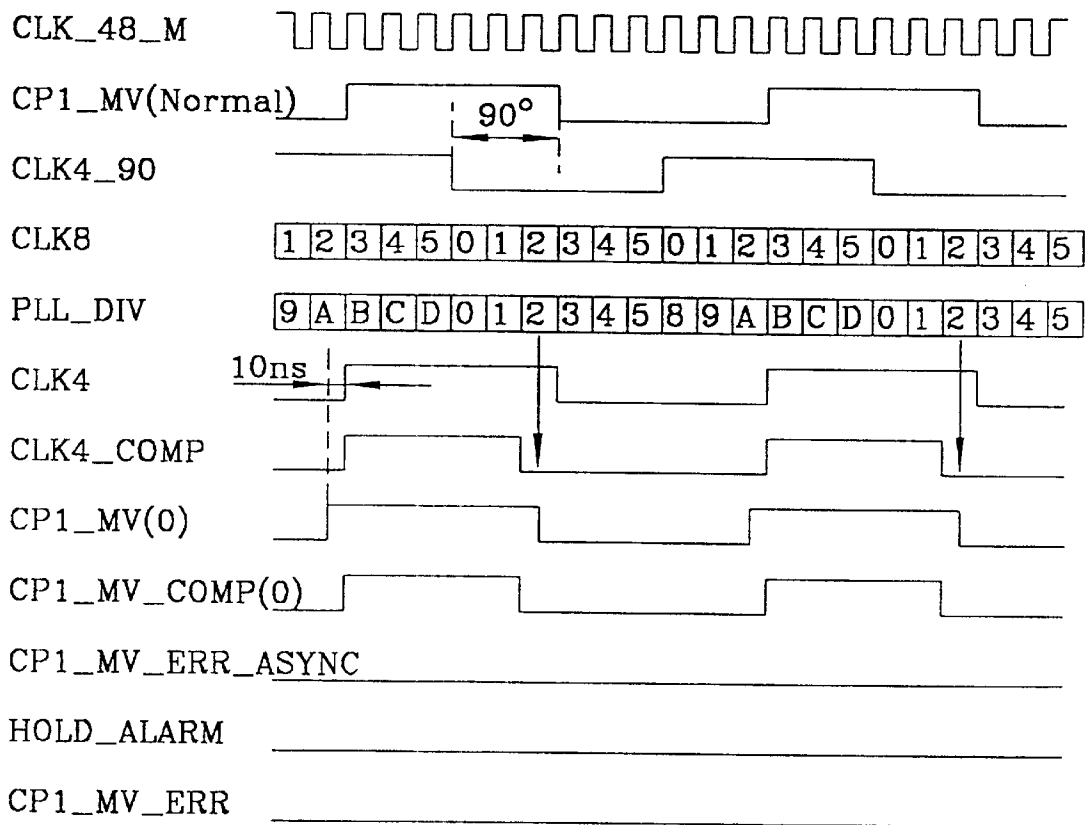 CLK_48_M
CP1_MV(Normal)
90°
CLK4_90
CLK8 1 2 3 4 5 0 1 2 3 4 5 0 1 2 3 4 5 0 1 2 3 4 5
PLL_DIV 9 A B C D 0 1 2 3 4 5 8 9 A B C D 0 1 2 3 4 5
10ns
CLK4
CLK4_COMP
CP1_MV(0)
CP1_MV_COMP(0)
CP1_MV_ERR_ASYNC
HOLD_ALARM
CP1_MV_ERR